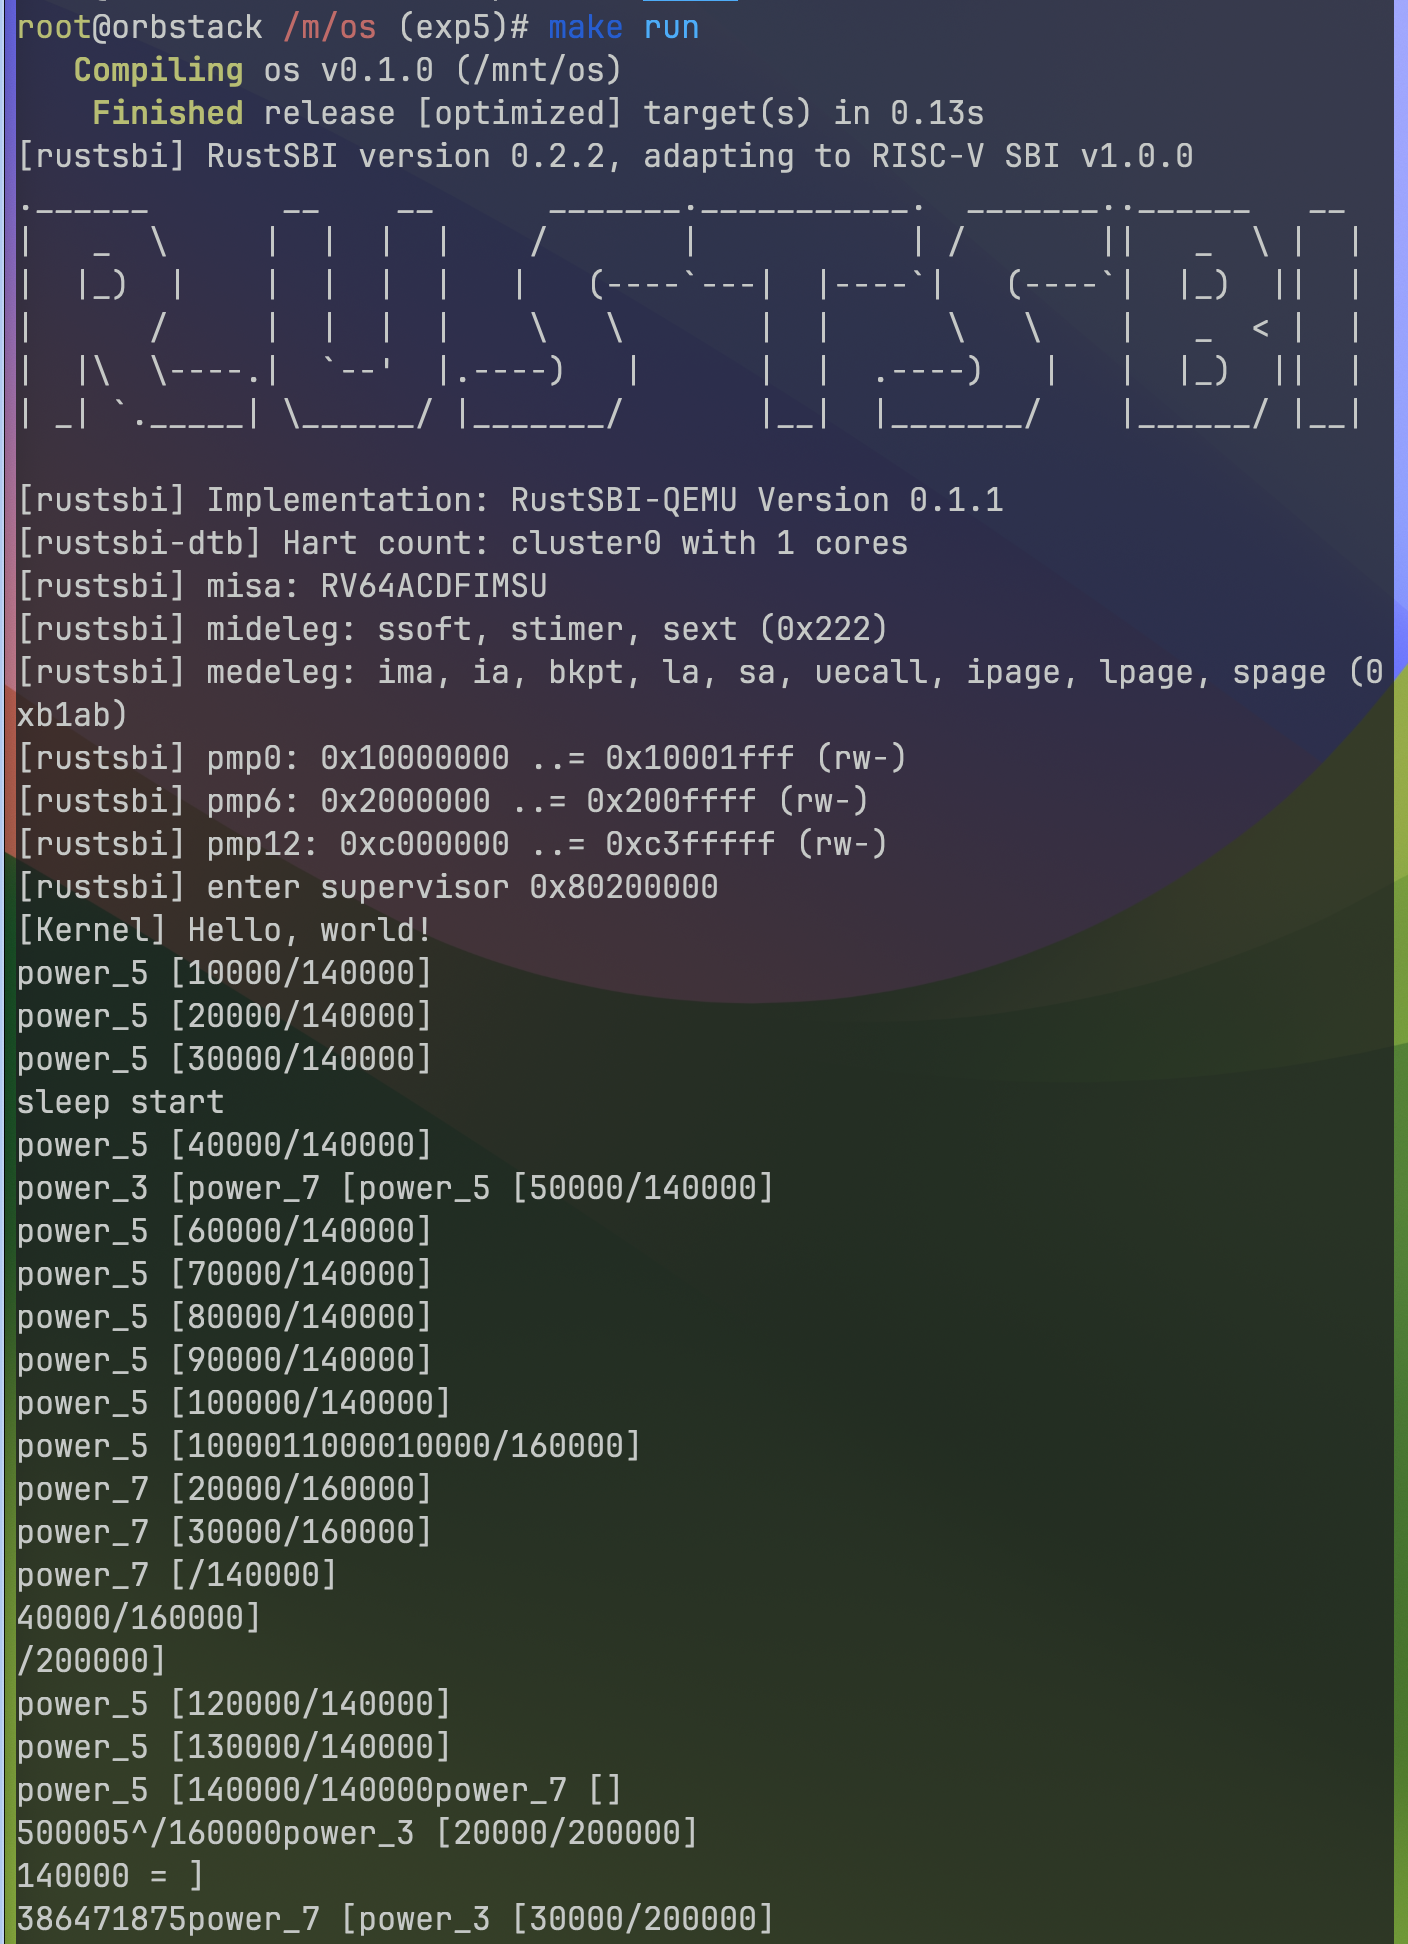 root@orbstack /m/os (exp5)# make run
   Compiling os v0.1.0 (/mnt/os)
    Finished release [optimized] target(s) in 0.13s
[rustsbi] RustSBI version 0.2.2, adapting to RISC-V SBI v1.0.0
.______       __    __      _______.___________.  _______..______   __
|   _  \     |  |  |  |    /       |           | /       ||   _  \ |  |
|  |_)  |    |  |  |  |   |   (----`---|  |----`|   (----`|  |_)  ||  |
|      /     |  |  |  |    \   \       |  |      \   \    |   _  < |  |
|  |\  \----.|  `--'  |.----)   |      |  |  .----)   |   |  |_)  ||  |
| _| `._____| \______/ |_______/       |__|  |_______/    |______/ |__|
[rustsbi] Implementation: RustSBI-QEMU Version 0.1.1
[rustsbi-dtb] Hart count: cluster0 with 1 cores
[rustsbi] misa: RV64ACDFIMSU
[rustsbi] mideleg: ssoft, stimer, sext (0x222)
[rustsbi] medeleg: ima, ia, bkpt, la, sa, uecall, ipage, lpage, spage (0
xb1ab)
[rustsbi] pmp0: 0x10000000 ..= 0x10001fff (rw-)
[rustsbi] pmp6: 0x2000000 ..= 0x200ffff (rw-)
[rustsbi] pmp12: 0xc000000 ..= 0xc3fffff (rw-)
[rustsbi] enter supervisor 0x80200000
[Kernel] Hello, world!
power_5 [10000/140000]
power_5 [20000/140000]
power_5 [30000/140000]
sleep start
power_5 [40000/140000]
power_3 [power_7 [power_5 [50000/140000]
power_5 [60000/140000]
power_5 [70000/140000]
power_5 [80000/140000]
power_5 [90000/140000]
power_5 [100000/140000]
power_5 [1000011000010000/160000]
power_7 [20000/160000]
power_7 [30000/160000]
power_7 [/140000]
40000/160000]
/200000]
power_5 [120000/140000]
power_5 [130000/140000]
power_5 [140000/140000power_7 []
500005^/160000power_3 [20000/200000]
140000 = ]
386471875power_7 [power_3 [30000/200000]